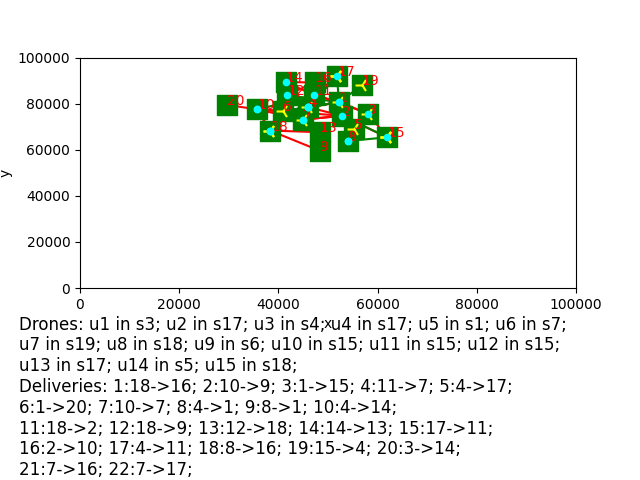 100000
80000
60000
40000
20000
0
y
14
17
19
20
18
15
9
0 20000 40000 60000 80000 100000
x
Drones: u1 in s3; u2 in s17; u3 in s4; u4 in s17; u5 in s1; u6 in s7;
u7 in s19; u8 in s18; u9 in s6; u10 in s15; u11 in s15; u12 in s15;
u13 in s17; u14 in s5; u15 in s18;
Deliveries: 1:18->16; 2:10->9; 3:1->15; 4:11->7; 5:4->17;
6:1->20; 7:10->7; 8:4->1; 9:8->1; 10:4->14;
11:18->2; 12:18->9; 13:12->18; 14:14->13; 15:17->11;
16:2->10; 17:4->11; 18:8->16; 19:15->4; 20:3->14;
21:7->16; 22:7->17;